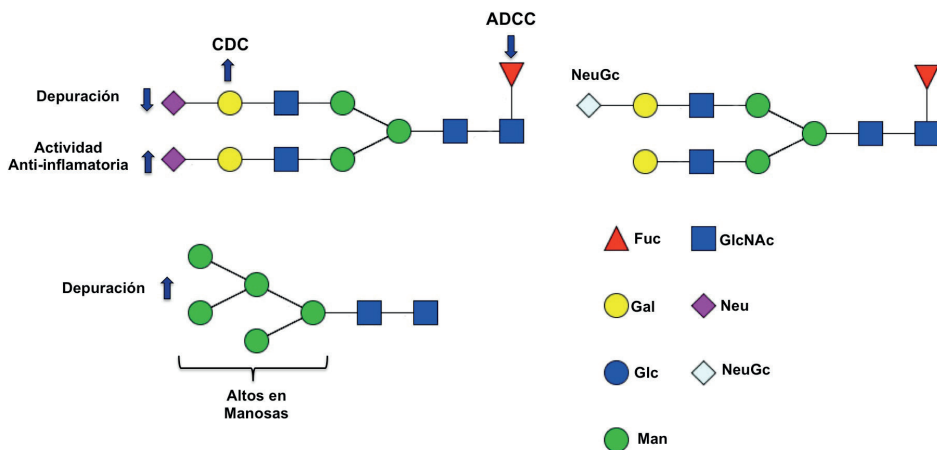 ADCC
CDC
Depuración
Actividad
Anti-inflamatoria
NeuGc
Depuración
Altos en
Manosas
Fuc
GlcNAc
Gal
Neu
Glc
NeuGc
Man